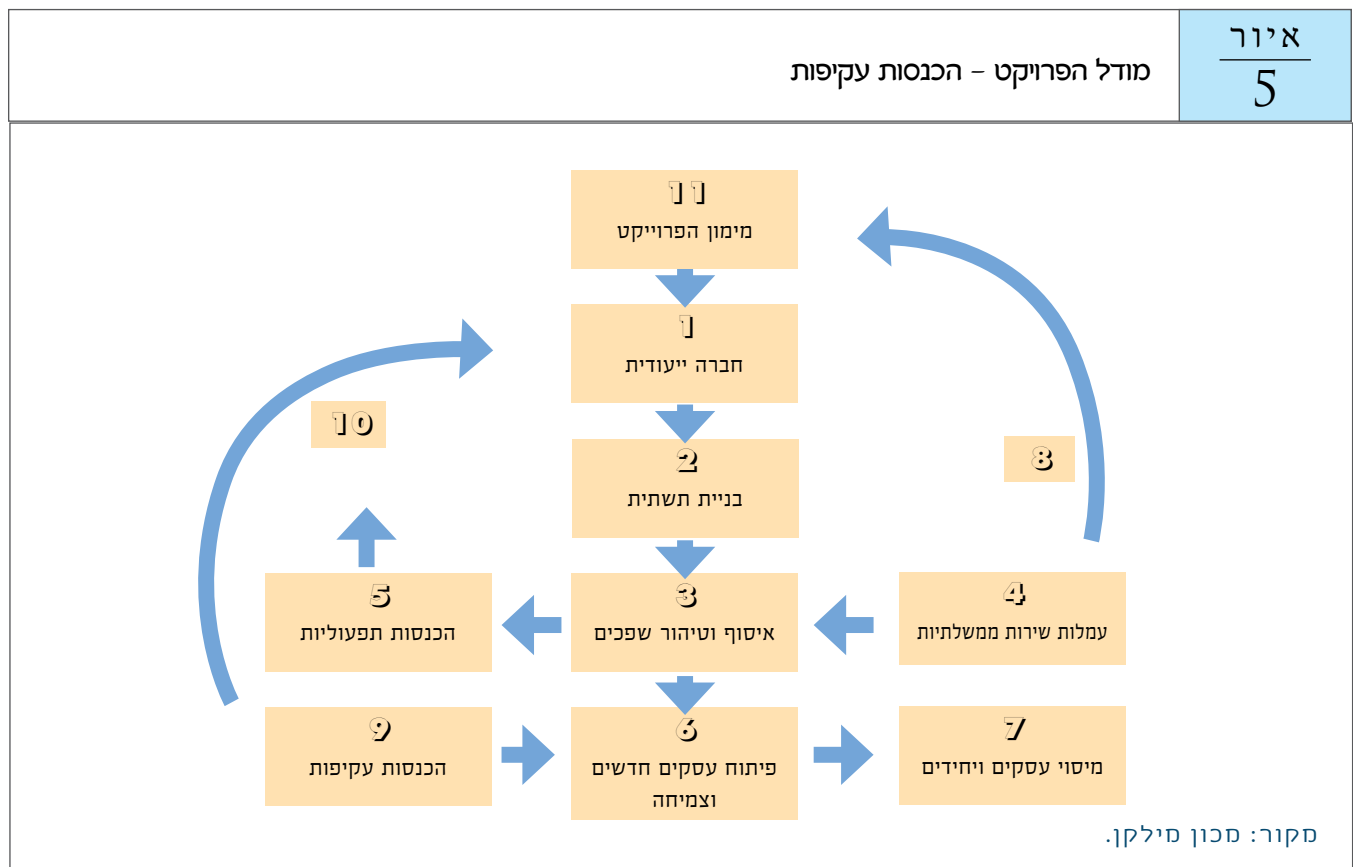 איור
5
מודל הפרויקט - הכנסות עקיפות
11
מימון הפרוייקט
1
חברה ייעודית
10
8
2
בניית תשתית
4
עמלות שירות ממשלתיות
3
איסוף וטיהור שפכים
5
הכנסות תפעוליות
7
מיסוי עסקים ויחידים
6
פיתוח עסקים חדשים
וצמיחה
9
הכנסות עקיפות
מקור: מכון מילקן.